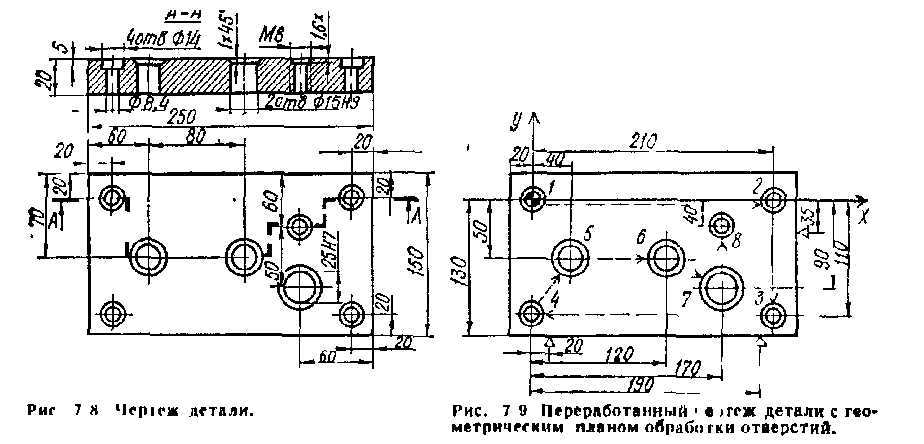 А-А
4отв Ф14
1х45°
М8
1,6х
5
20
Ф8,4
2отв Ф15Н9
250
60
80
20
20
20
70
А
20
60
50
25Н7
А
150
20
60
20
Рис 7 8 Чертеж детали.
y
210
20
40
1
2
х
40
35
50
5
6
8
90
110
130
4
7
3
20
120
170
190
Рис. 7 9 Переработанный чертеж детали с гео-
метрическим планом обработки отверстий.